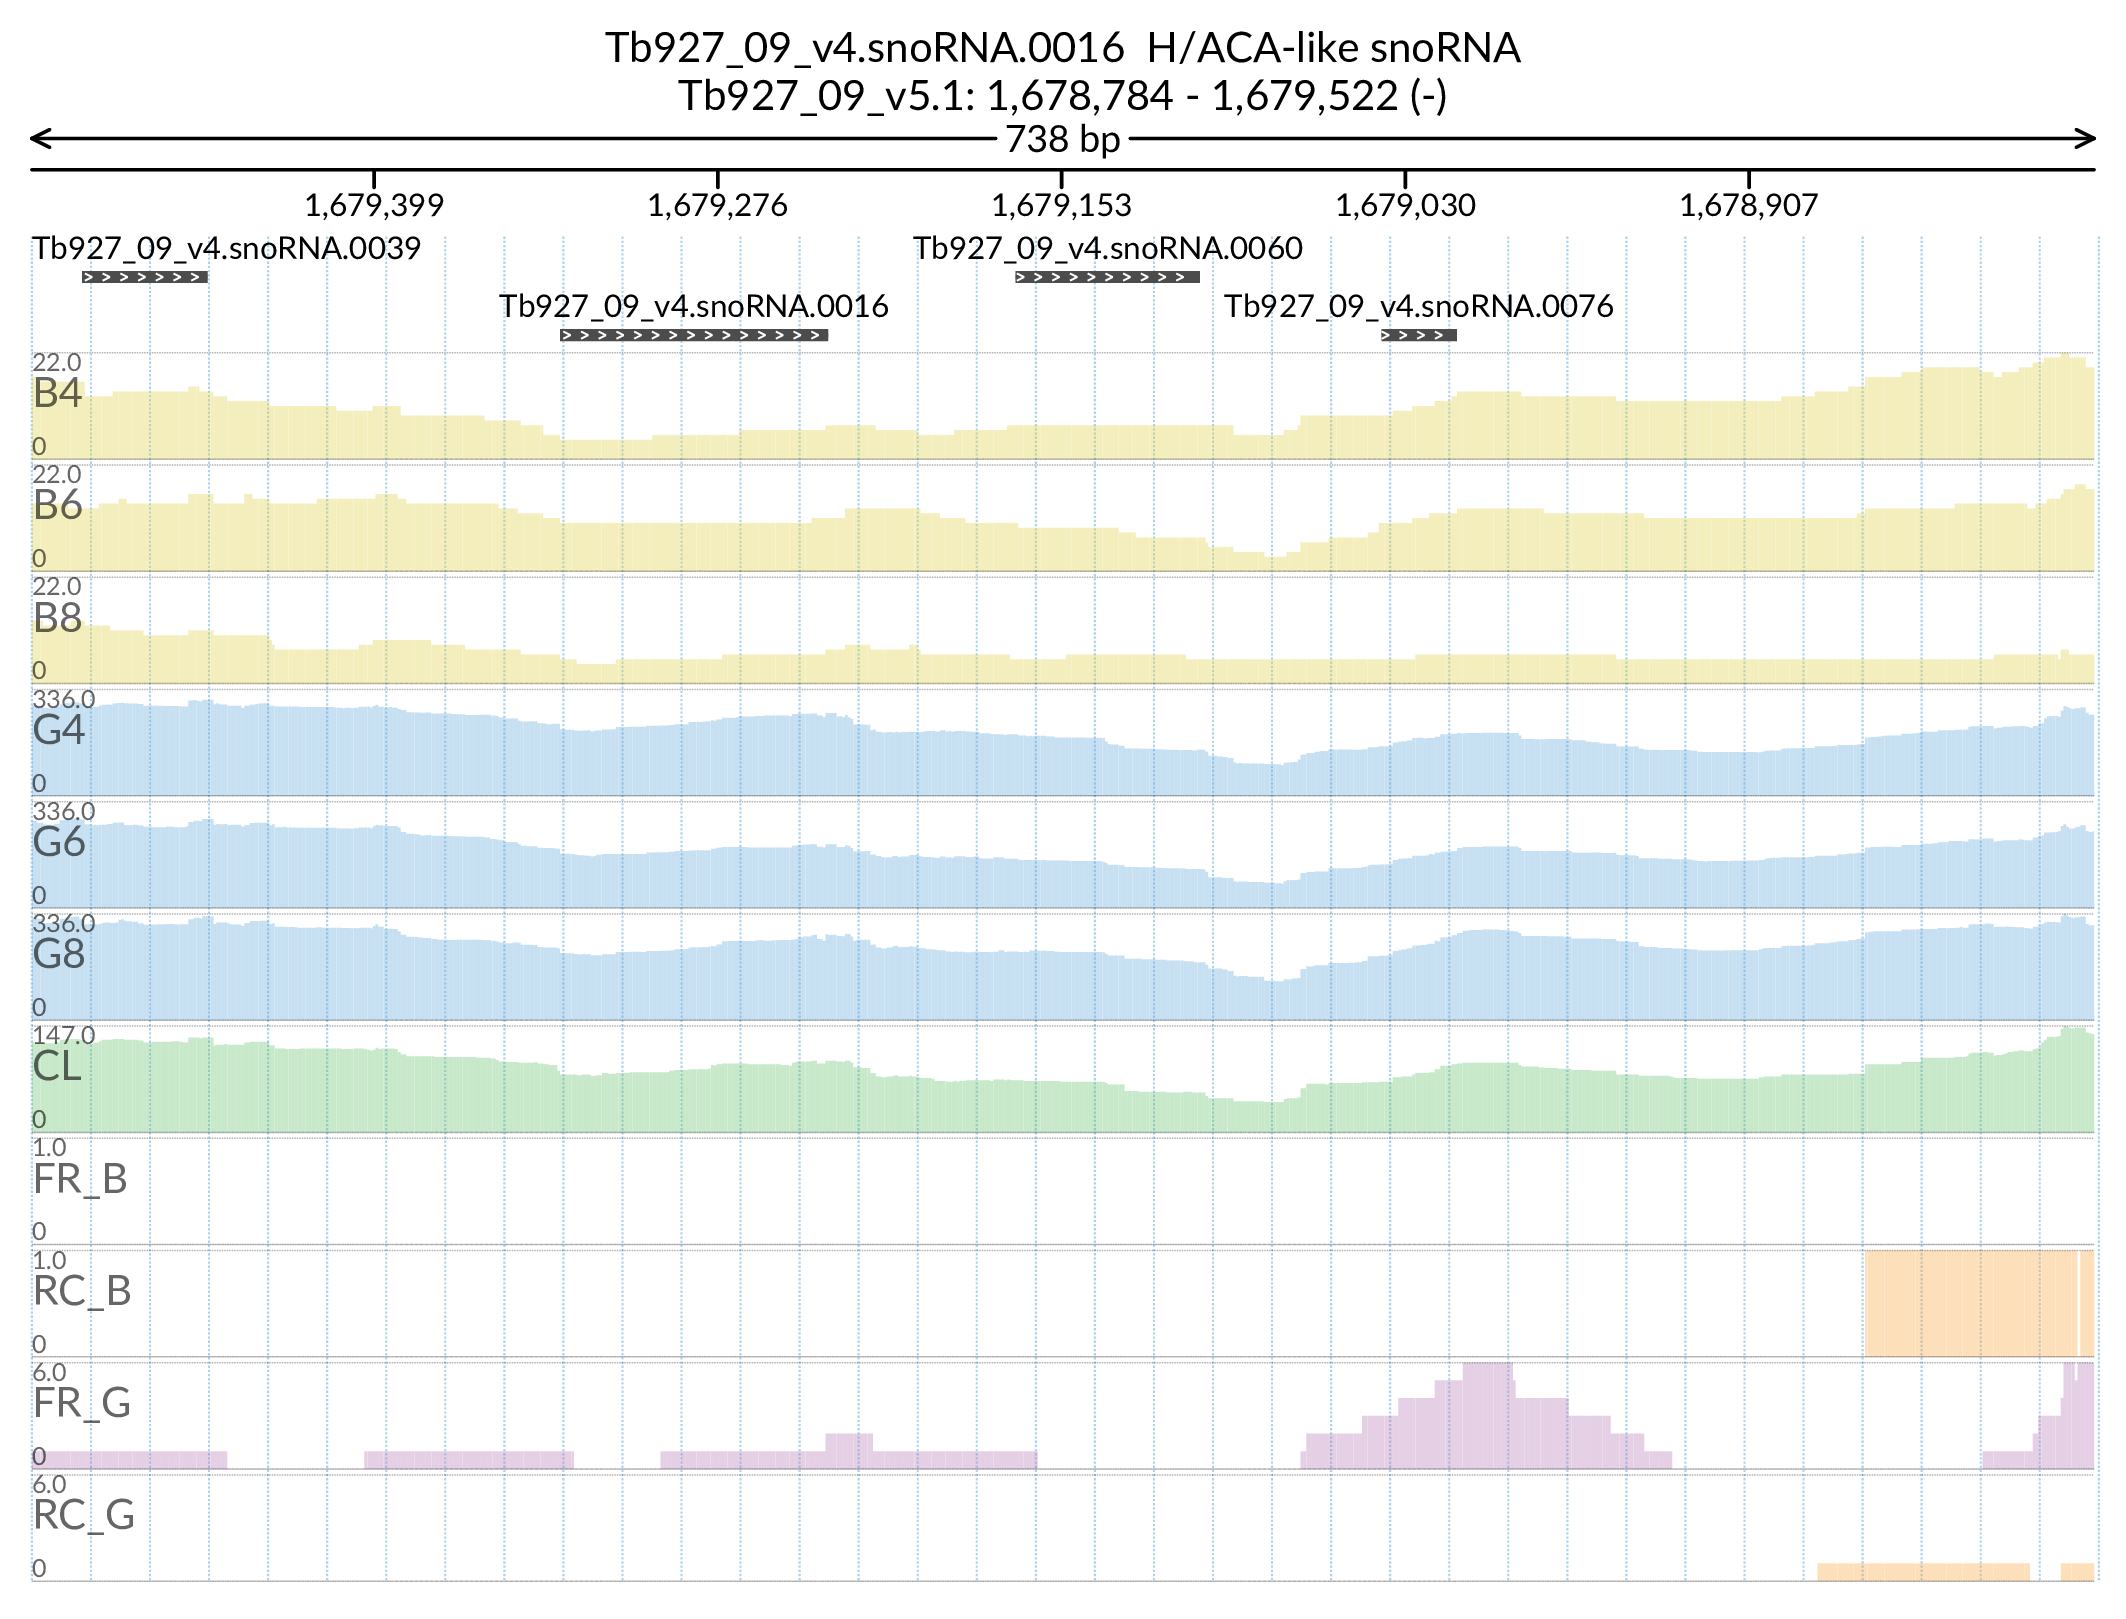 Tb927_09_v4.snoRNA.0016  H/ACA-like snoRNA
Tb927_09_v5.1: 1,678,784 - 1,679,522 (-)
738 bp
1,679,399 1,679,276 1,679,153 1,679,030 1,678,907
Tb927_09_v4.snoRNA.0039 Tb927_09_v4.snoRNA.0060
Tb927_09_v4.snoRNA.0016 Tb927_09_v4.snoRNA.0076
22.0
B4
0
22.0
B6
0
22.0
B8
0
336.0
G4
0
336.0
G6
0
336.0
G8
0
147.0
CL
0
1.0
FR_B
0
1.0
RC_B
0
6.0
FR_G
0
6.0
RC_G
0